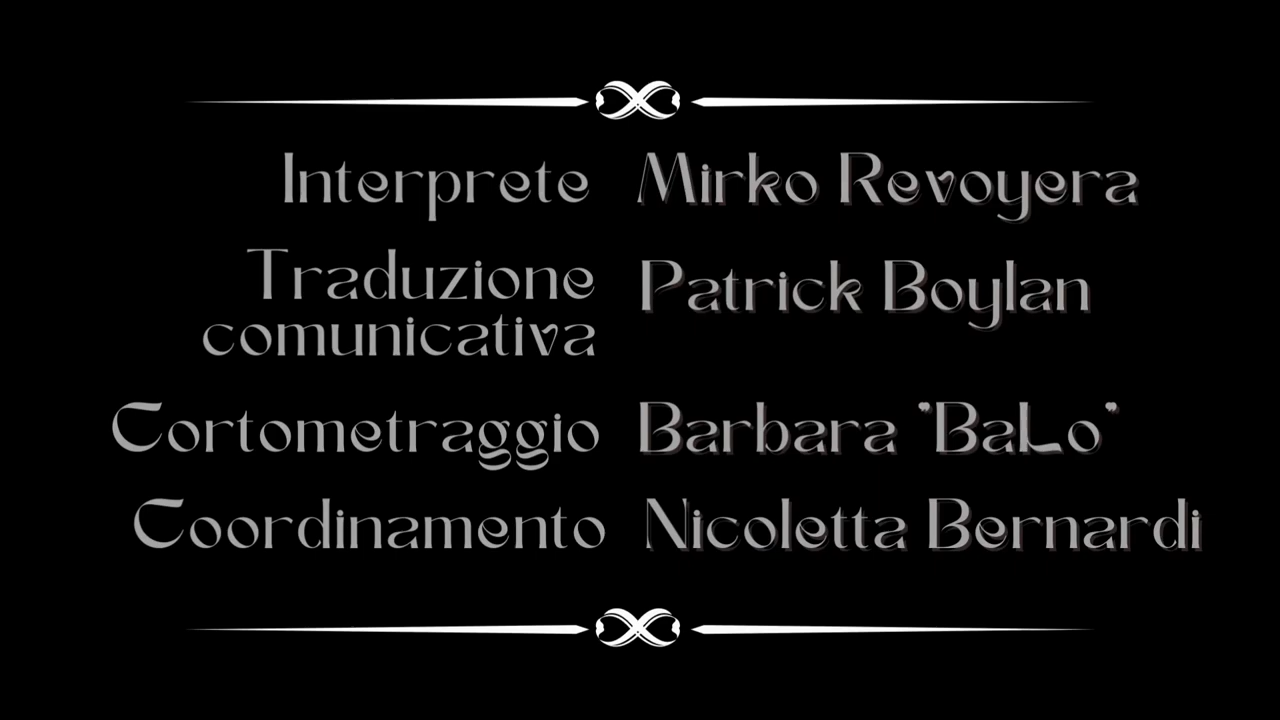 Interprete Mirko Revoyera
Traduzione comunicativa Patrick Boylan
Cortometraggio Barbara "BaLo"
Coordinamento Nicoletta Bernardi